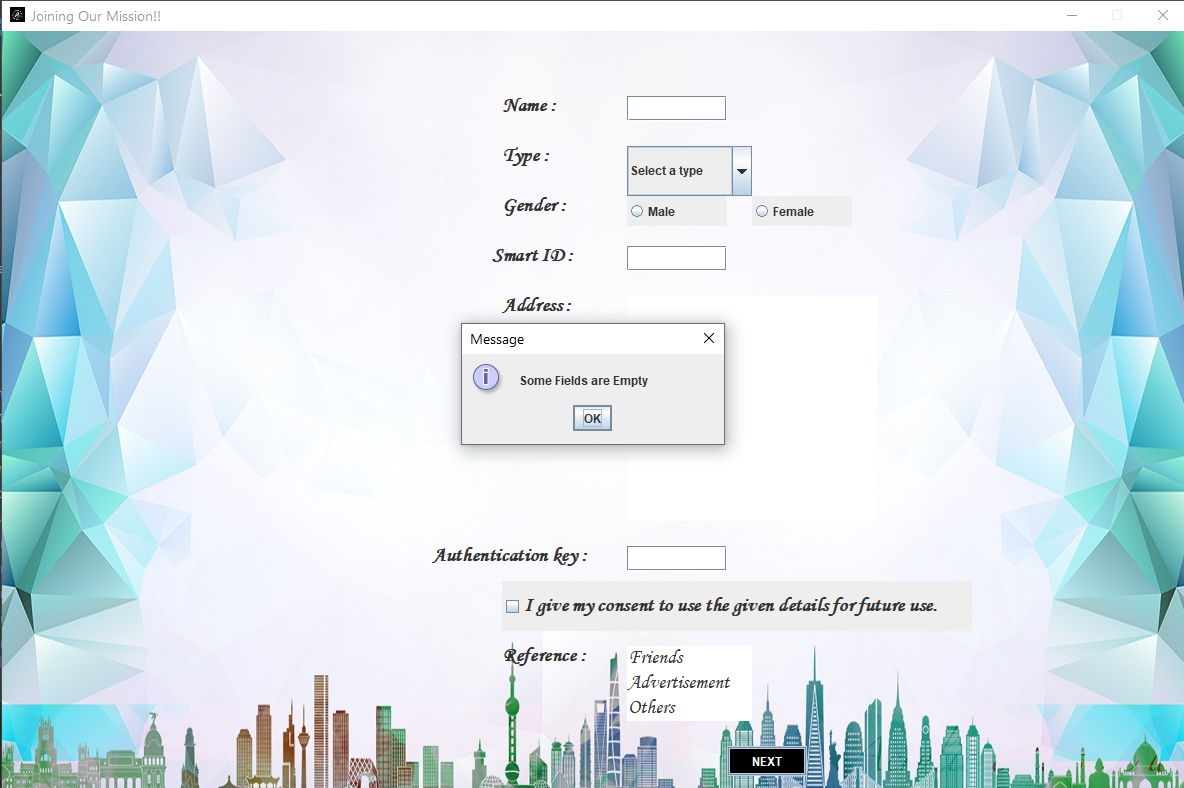 Joining Our Mission!!
Name :
Type :
Select a type
Gender :
Male
Female
Smart ID :
Address :
Message
Some Fields are Empty
OK
Authentication key :
I give my consent to use the given details for future use.
Reference :
Friends
Advertisement
Others
NEXT